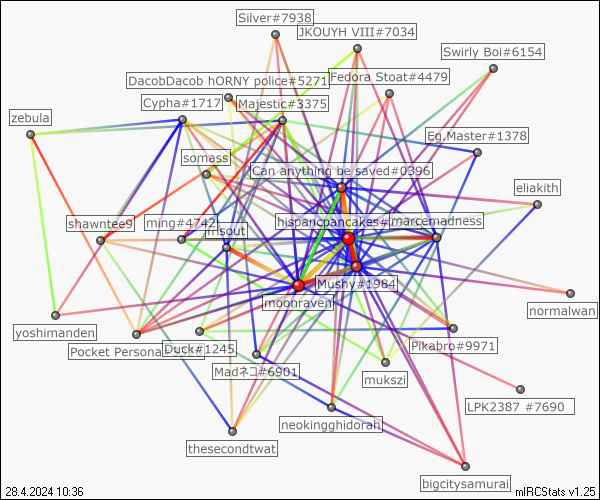 Silver#7938
JKOUYH VIII#7034
Swirly Boi#6154
DacobDacob hORNY police#5271
Fedora Stoat#4479
Cypha#1717
Majestic#3375
zebula
Eg.Master#1378
somass
Can anything be saved#0396
eliakith
hispanicpancakes#
marcemadness
shawntee9
ming#4742
msout
Mushy#1984
moonraven
normalwan
yoshimanden
Pocket Persona
Duck#1245
Pikabro#9971
Madネコ#6901
mukszi
LPK2387 #7690
neokingghidorah
thesecondtwat
bigcitysamurai
28.4.2024 10:36
mIRCStats v1.25